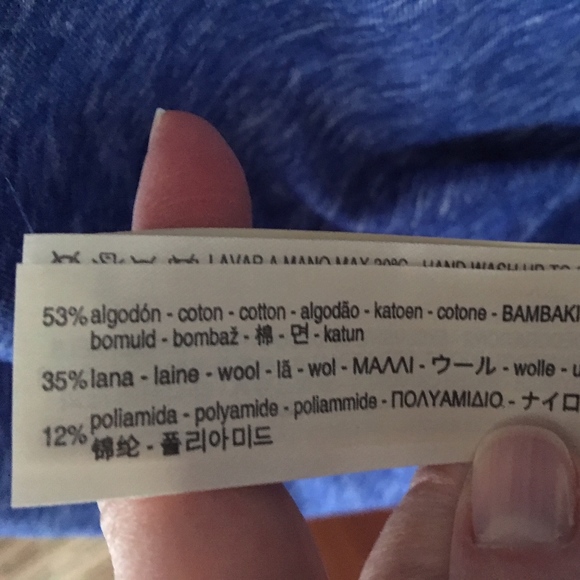 LAVAR A MANO MAX 30ºC - HAND WASH UP TO
53% algodón - coton - cotton - algodão - katoen - cotone - BAMBAKI
bomuld - bombaž - 棉 - 면 - katun
35% lana - laine - wool - lã - wol - ΜΑΛΛΙ - ウール - wolle -
12% poliamida - polyamide - poliammide - ΠΟΛΥΑΜΙΔΙΟ - ナイロ
锦纶 - 폴리아미드